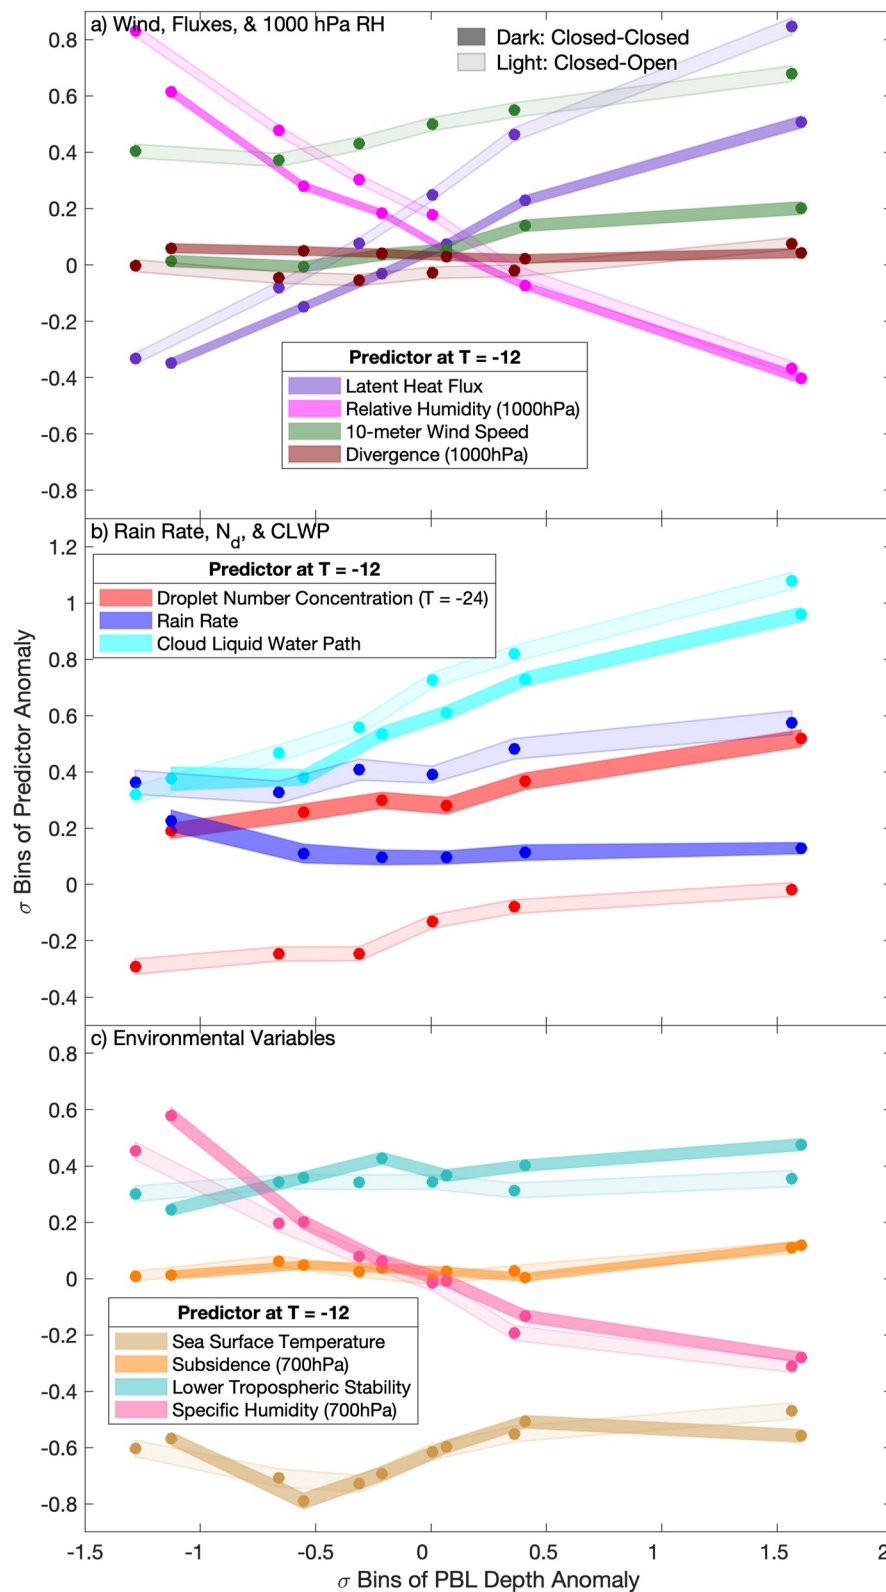 a) Wind, Fluxes, & 1000 hPa RH
Dark: Closed-Closed
Light: Closed-Open
0.8
0.6
0.4
0.2
0
-0.2
-0.4
-0.6
-0.8
Predictor at T = -12
Latent Heat Flux
Relative Humidity (1000hPa)
10-meter Wind Speed
Divergence (1000hPa)
b) Rain Rate, Nd, & CLWP
1.2
1
0.8
0.6
0.4
0.2
0
-0.2
-0.4
Predictor at T = -12
Droplet Number Concentration (T = -24)
Rain Rate
Cloud Liquid Water Path
σ Bins of Predictor Anomaly
c) Environmental Variables
0.8
0.6
0.4
0.2
0
-0.2
-0.4
-0.6
-0.8
Predictor at T = -12
Sea Surface Temperature
Subsidence (700hPa)
Lower Tropospheric Stability
Specific Humidity (700hPa)
-1.5 -1 -0.5 0 0.5 1 1.5 2
σ Bins of PBL Depth Anomaly